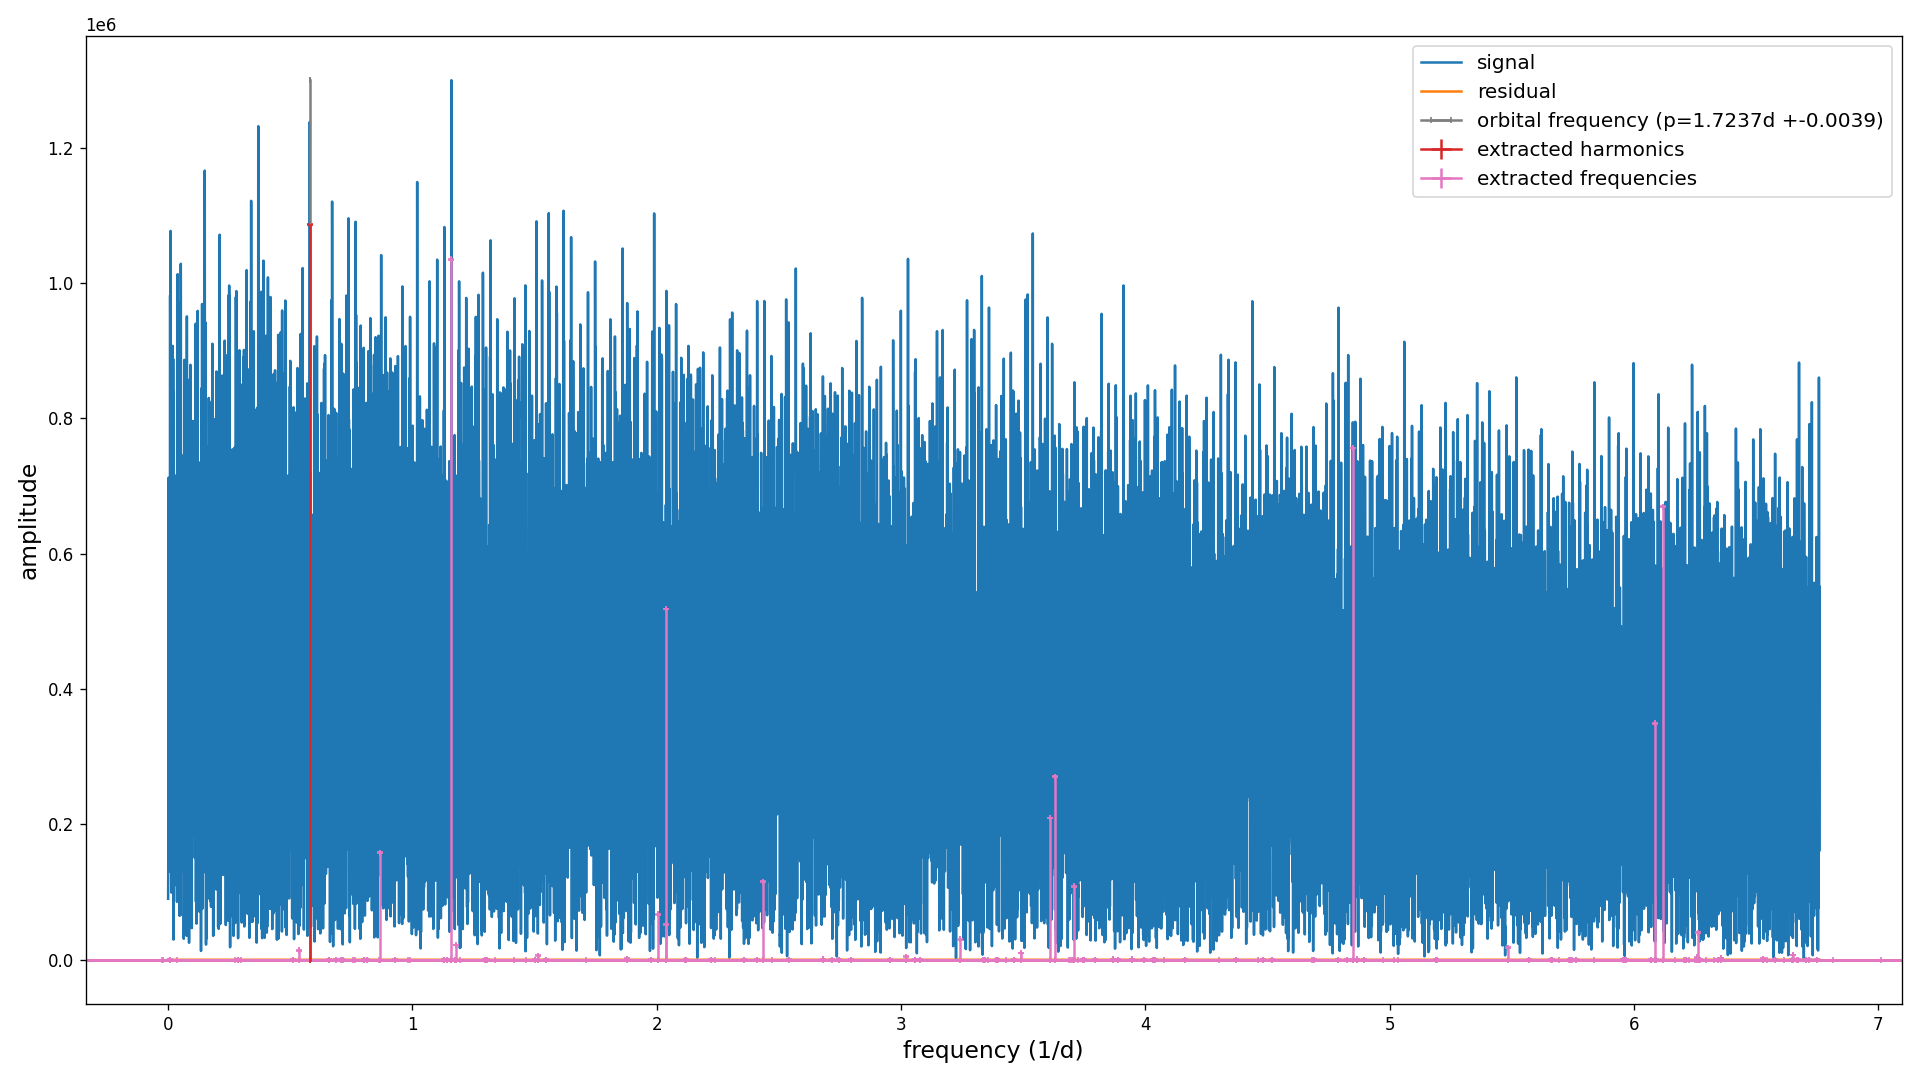 1e6
signal
residual
orbital frequency (p=1.7237d +-0.0039)
extracted harmonics
extracted frequencies
1.2
1.0
0.8
0.6
0.4
0.2
0.0
amplitude
0 1 2 3 4 5 6 7
frequency (1/d)